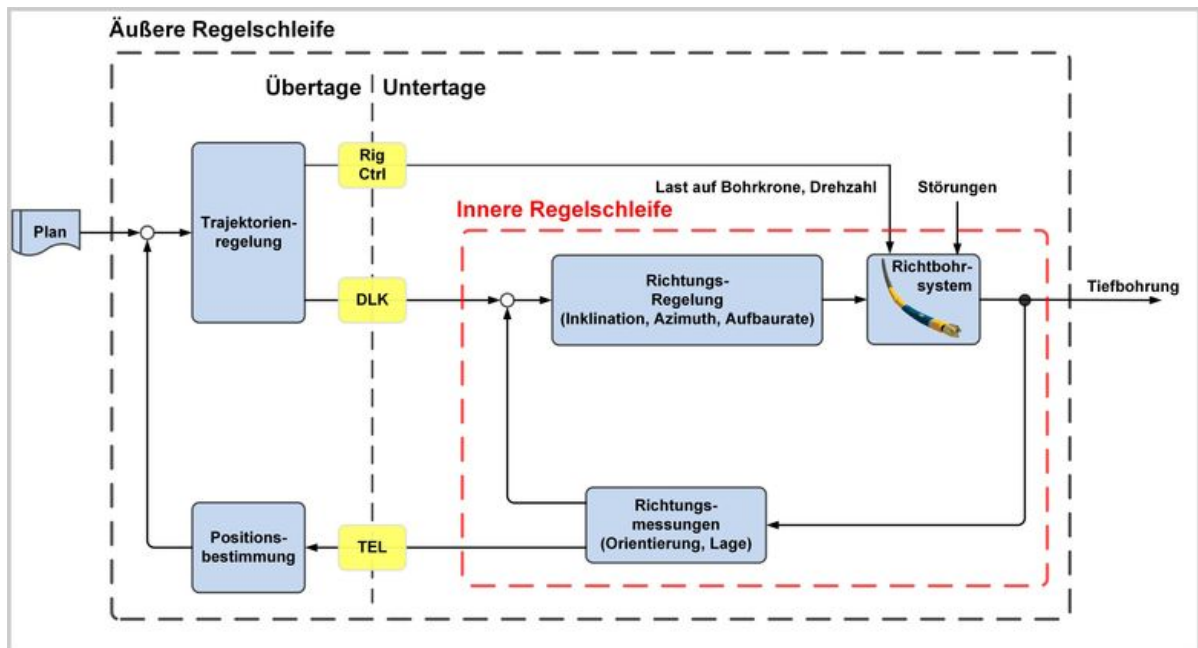 Äußere Regelschleife
Übertage
Untertage
Rig
Ctrl
Last auf Bohrkrone, Drehzahl
Störungen
Innere Regelschleife
Plan
Trajektorien-
regelung
DLK
Richtungs-
Regelung
(Inklination, Azimuth, Aufbaurate)
Richtbohr-
system
Tiefbohrung
Richtungs-
messungen
(Orientierung, Lage)
Positions-
bestimmung
TEL